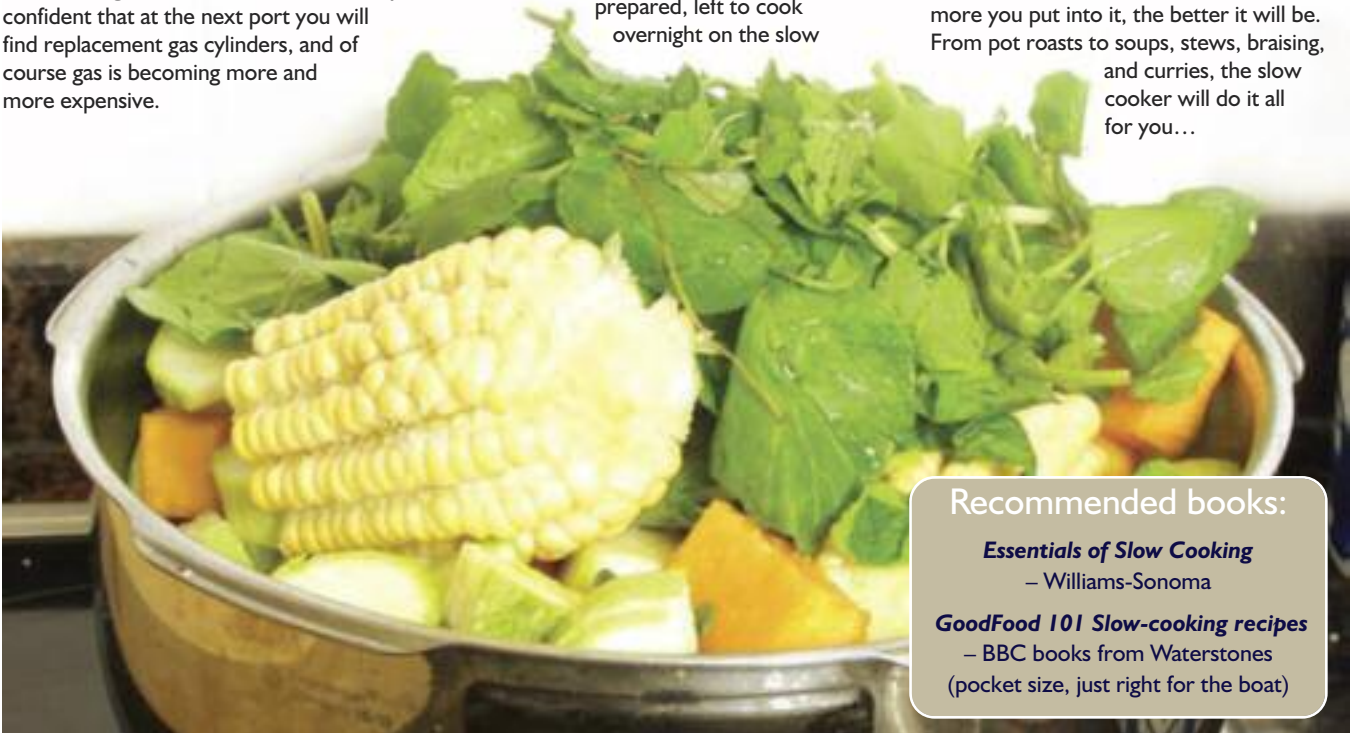 confident that at the next port you will
find replacement gas cylinders, and of
course gas is becoming more and
more expensive.
prepared, left to cook
overnight on the slow
more you put into it, the better it will be.
From pot roasts to soups, stews, braising,
and curries, the slow
cooker will do it all
for you…
Recommended books:
Essentials of Slow Cooking
– Williams-Sonoma
GoodFood 101 Slow-cooking recipes
– BBC books from Waterstones
(pocket size, just right for the boat)